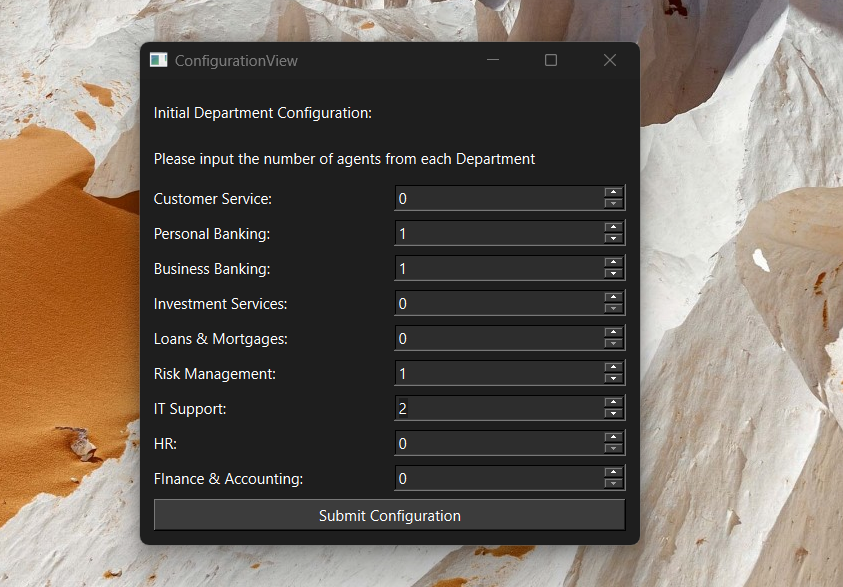 ConfigurationView
Initial Department Configuration:
Please input the number of agents from each Department
Customer Service: 0
Personal Banking: 1
Business Banking: 1
Investment Services: 0
Loans & Mortgages: 0
Risk Management: 1
IT Support: 2
HR: 0
FInance & Accounting: 0
Submit Configuration